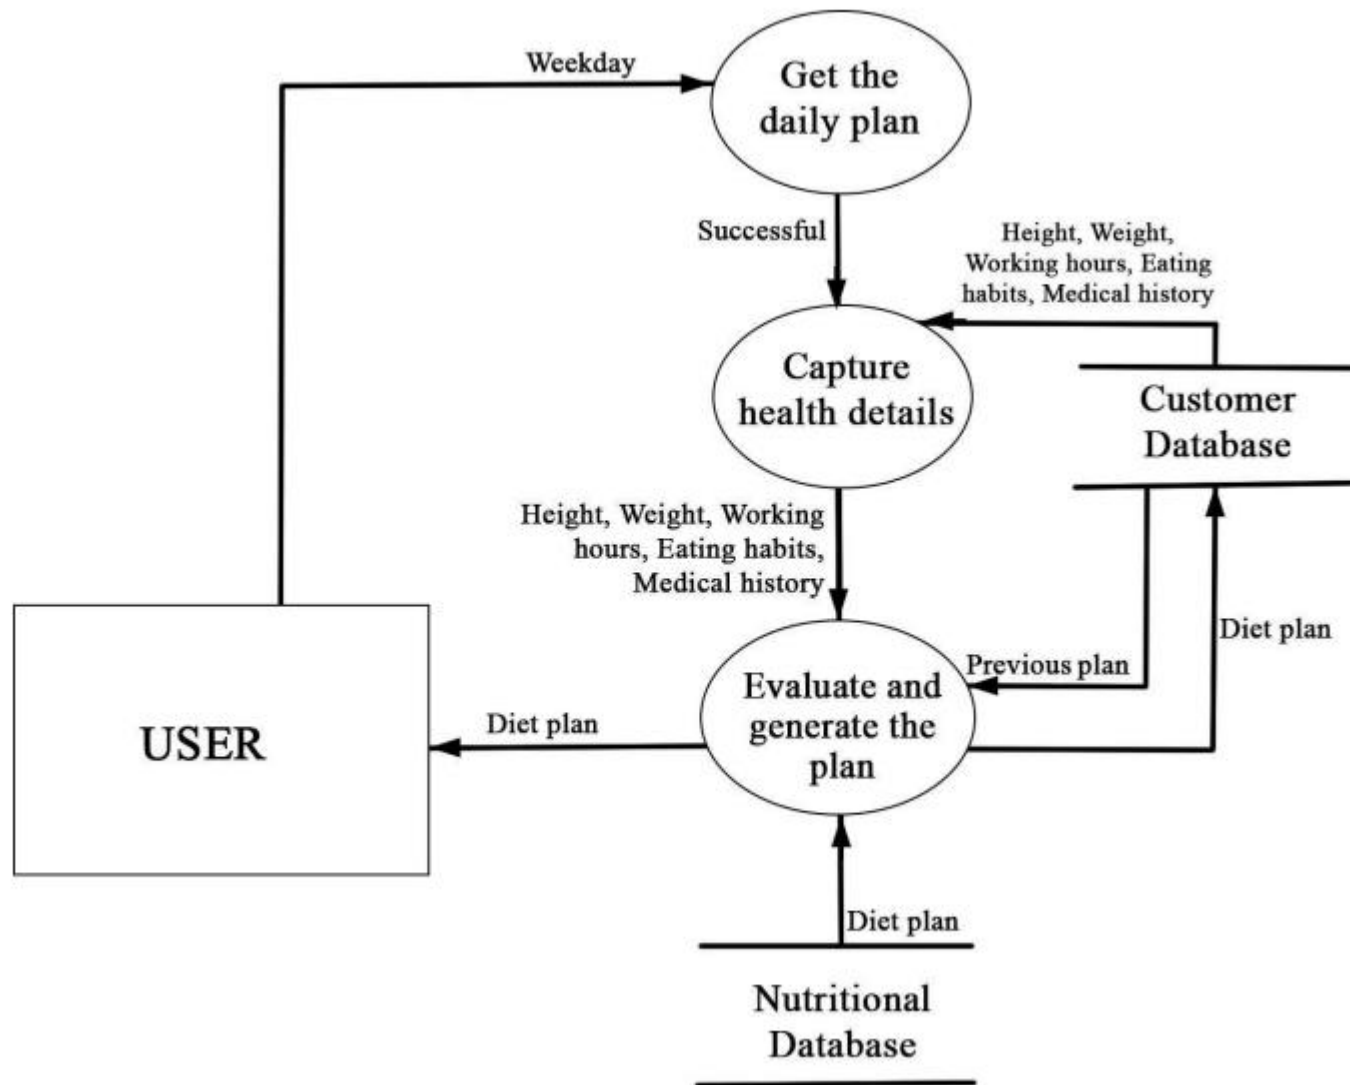 Weekday
Get the
daily plan
Successful
Height, Weight,
Working hours, Eating
habits, Medical history
Capture
health details
Customer
Database
Height, Weight, Working
hours, Eating habits,
Medical history
Diet plan
Previous plan
Evaluate and
generate the
plan
Diet plan
USER
Diet plan
Nutritional
Database